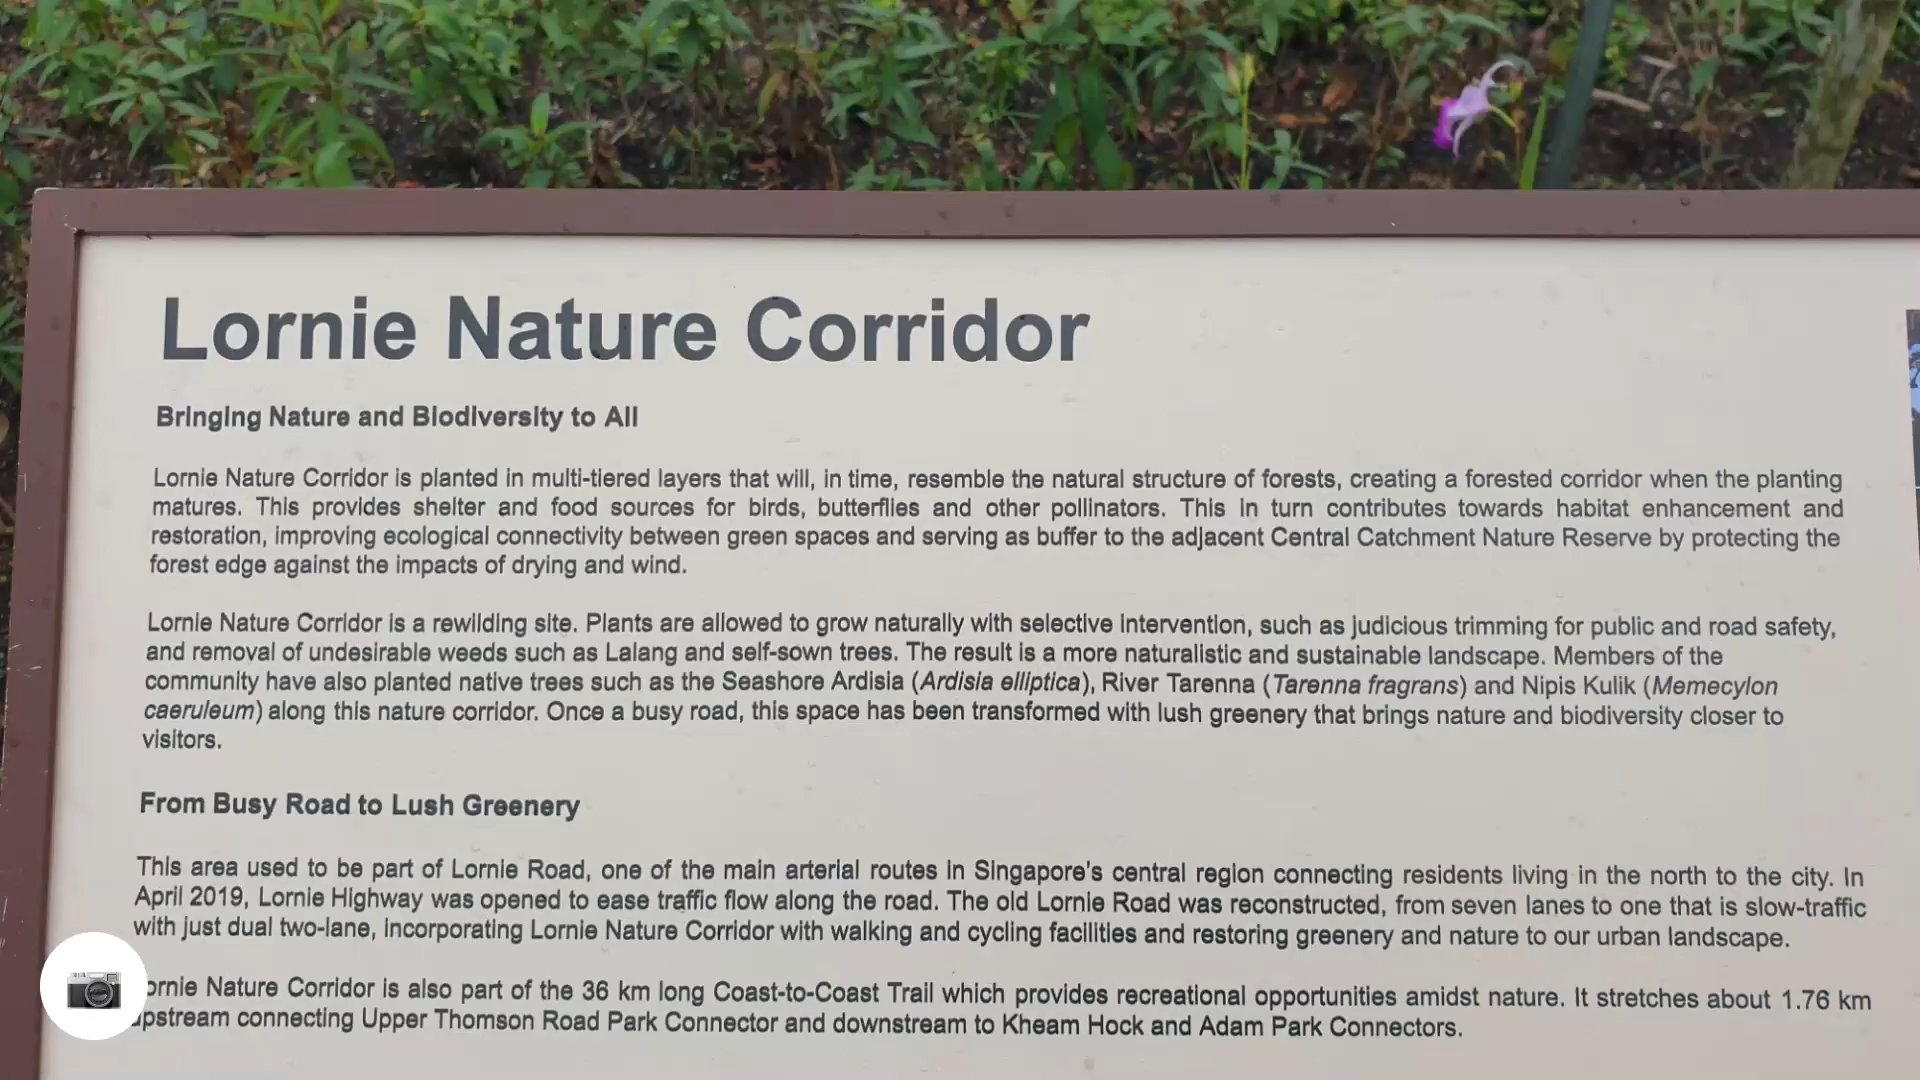 Lornie Nature Corridor
Bringing Nature and Biodiversity to All
Lornie Nature Corridor is planted in multi-tiered layers that will, in time, resemble the natural structure of forests, creating a forested corridor when the planting
matures. This provides shelter and food sources for birds, butterflies and other pollinators. This in turn contributes towards habitat enhancement and
restoration, improving ecological connectivity between green spaces and serving as buffer to the adjacent Central Catchment Nature Reserve by protecting the
forest edge against the impacts of drying and wind.
Lornie Nature Corridor is a rewilding site. Plants are allowed to grow naturally with selective intervention, such as judicious trimming for public and road safety,
and removal of undesirable weeds such as Lalang and self-sown trees. The result is a more naturalistic and sustainable landscape. Members of the
community have also planted native trees such as the Seashore Ardisia (Ardisia elliptica), River Tarenna (Tarenna fragrans) and Nipis Kulik (Memecylon
caeruleum) along this nature corridor. Once a busy road, this space has been transformed with lush greenery that brings nature and biodiversity closer to
visitors.
From Busy Road to Lush Greenery
This area used to be part of Lornie Road, one of the main arterial routes in Singapore's central region connecting residents living in the north to the city. In
April 2019, Lornie Highway was opened to ease traffic flow along the road. The old Lornie Road was reconstructed, from seven lanes to one that is slow-traffic
with just dual two-lane, incorporating Lornie Nature Corridor with walking and cycling facilities and restoring greenery and nature to our urban landscape.
ornie Nature Corridor is also part of the 36 km long Coast-to-Coast Trail which provides recreational opportunities amidst nature. It stretches about 1.76 km
upstream connecting Upper Thomson Road Park Connector and downstream to Kheam Hock and Adam Park Connectors.